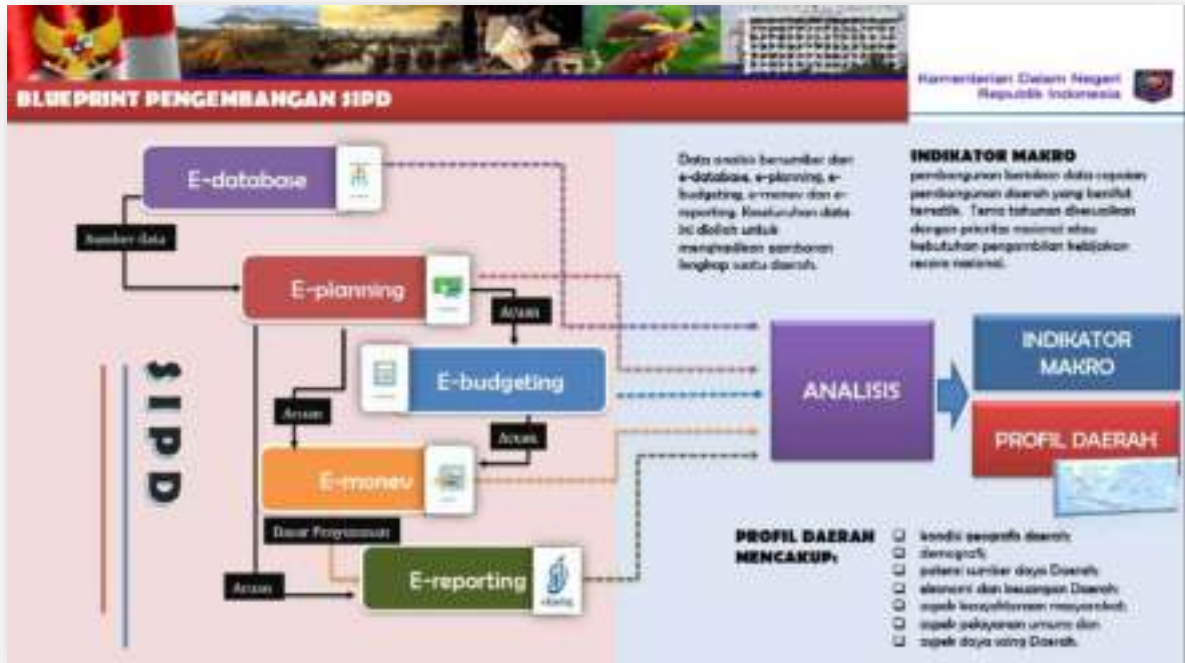 Kementerian Dalam Negeri
Republik Indonesia
BLUEPRINT PENGEMBANGAN SIPD
E-database
Sumber data
E-planning
Acuan
E-budgeting
Acuan
Acuan
E-monev
Dasar Penyusunan
E-reporting
Acuan
SIPD
Data analisis bersumber dari
e-database, e-planning, e-
budgeting, e-monev dan e-
reporting. Keseluruhan data
ini diolah untuk
menghasilkan gambaran
lengkap suatu daerah.
INDIKATOR MAKRO
pembangunan berisikan data capaian
pembangunan daerah yang bersifat
tematik. Tema tahunan disesuaikan
dengan prioritas nasional atau
kebutuhan pengambilan kebijakan
secara nasional.
ANALISIS
INDIKATOR
MAKRO
PROFIL DAERAH
PROFIL DAERAH
MENCAKUP:
kondisi geografis daerah;
demografi;
potensi sumber daya Daerah;
ekonomi dan keuangan Daerah;
aspek kesejahteraan masyarakat;
aspek pelayanan umum; dan
aspek daya saing Daerah.